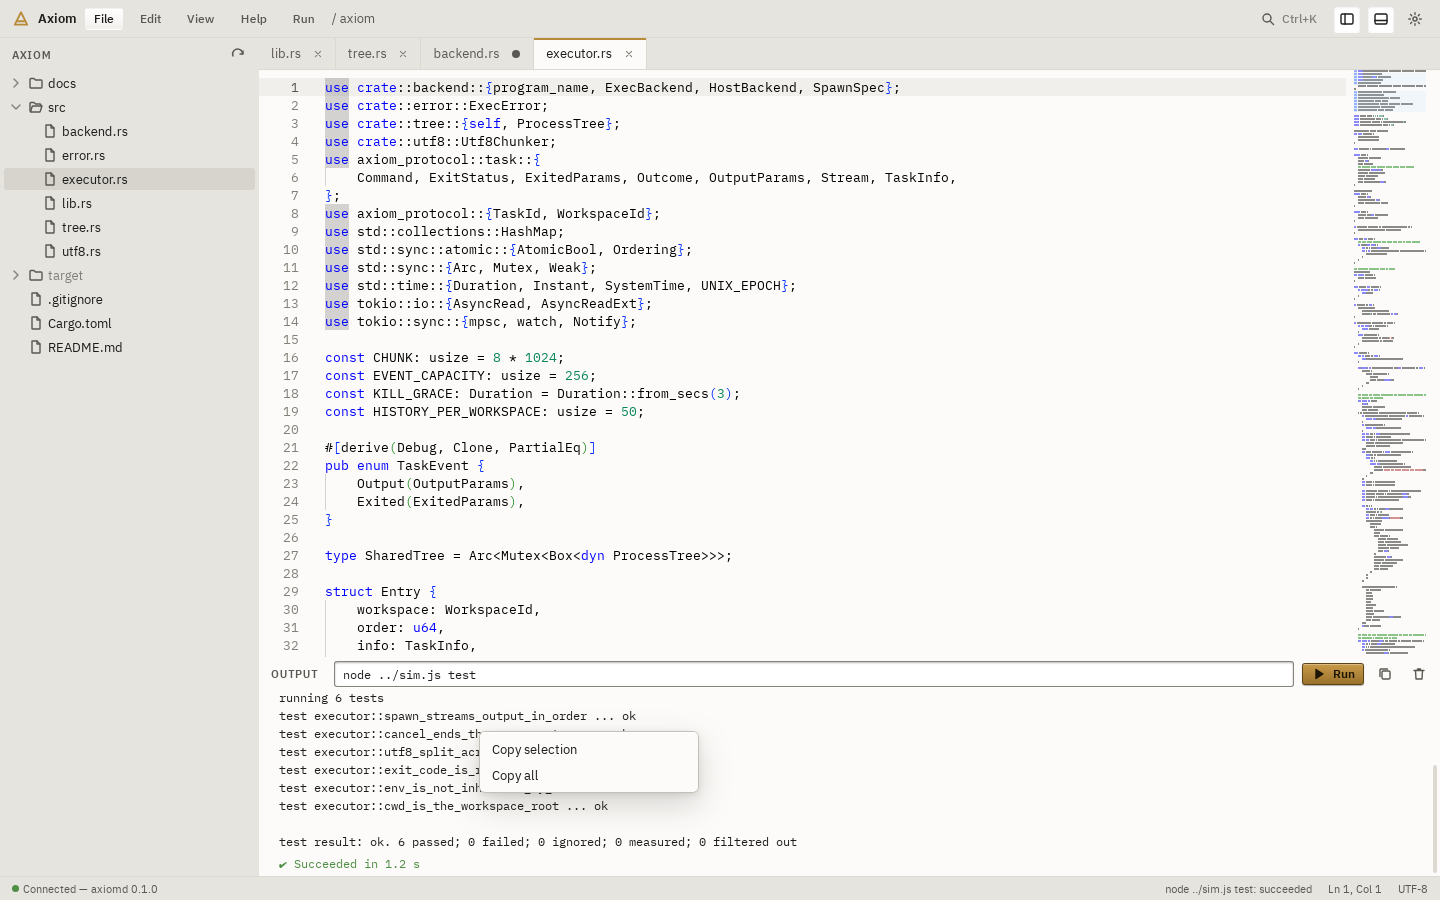 Axiom File Edit View Help Run / axiom Ctrl+K
AXIOM
docs
src
backend.rs
error.rs
executor.rs
lib.rs
tree.rs
utf8.rs
target
.gitignore
Cargo.toml
README.md
lib.rs tree.rs backend.rs executor.rs
1 use crate::backend::{program_name, ExecBackend, HostBackend, SpawnSpec};
2 use crate::error::ExecError;
3 use crate::tree::{self, ProcessTree};
4 use crate::utf8::Utf8Chunker;
5 use axiom_protocol::task::{
6 Command, ExitStatus, ExitedParams, Outcome, OutputParams, Stream, TaskInfo,
7 };
8 use axiom_protocol::{TaskId, WorkspaceId};
9 use std::collections::HashMap;
10 use std::sync::atomic::{AtomicBool, Ordering};
11 use std::sync::{Arc, Mutex, Weak};
12 use std::time::{Duration, Instant, SystemTime, UNIX_EPOCH};
13 use tokio::io::{AsyncRead, AsyncReadExt};
14 use tokio::sync::{mpsc, watch, Notify};
15
16 const CHUNK: usize = 8 * 1024;
17 const EVENT_CAPACITY: usize = 256;
18 const KILL_GRACE: Duration = Duration::from_secs(3);
19 const HISTORY_PER_WORKSPACE: usize = 50;
20
21 #[derive(Debug, Clone, PartialEq)]
22 pub enum TaskEvent {
23 Output(OutputParams),
24 Exited(ExitedParams),
25 }
26
27 type SharedTree = Arc<Mutex<Box<dyn ProcessTree>>>;
28
29 struct Entry {
30 workspace: WorkspaceId,
31 order: u64,
32 info: TaskInfo,
OUTPUT node ../sim.js test Run
running 6 tests
test executor::spawn_streams_output_in_order ... ok
test executor::cancel_ends_th
test executor::utf8_split_acr
test executor::exit_code_is_r
test executor::env_is_not_inh
test executor::cwd_is_the_workspace_root ... ok
Copy selection
Copy all
test result: ok. 6 passed; 0 failed; 0 ignored; 0 measured; 0 filtered out
✔ Succeeded in 1.2 s
Connected — axiomd 0.1.0 node ../sim.js test: succeeded Ln 1, Col 1 UTF-8